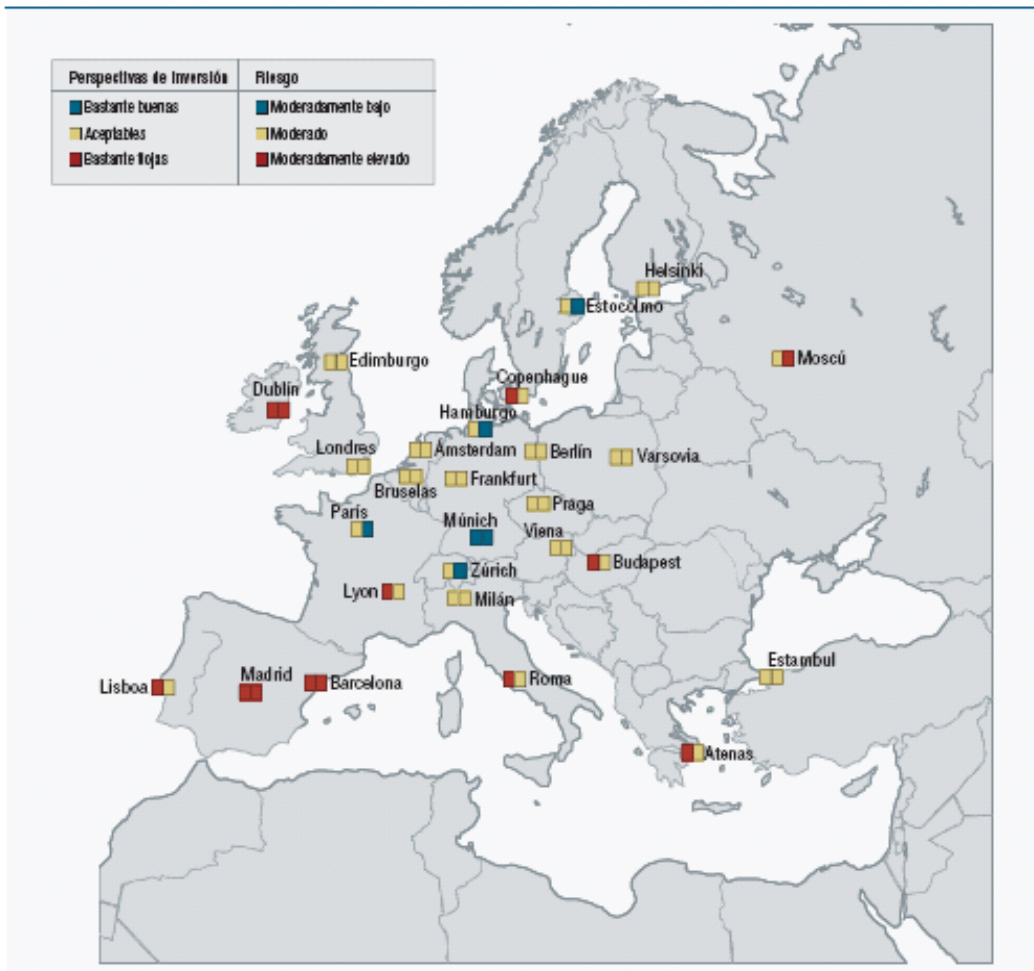 Perspectivas de Inversión
Riesgo
Bastante buenas
Moderadamente bajo
Aceptables
Moderado
Bastante flojas
Moderadamente elevado
Helsinki
Estocolmo
Edimburgo
Moscú
Copenhague
Dublín
Hamburgo
Londres
Ámsterdam
Berlín
Varsovia
Frankfurt
Bruselas
Praga
París
Múnich
Viena
Budapest
Zúrich
Lyon
Milán
Estambul
Madrid
Roma
Lisboa
Barcelona
Atenas